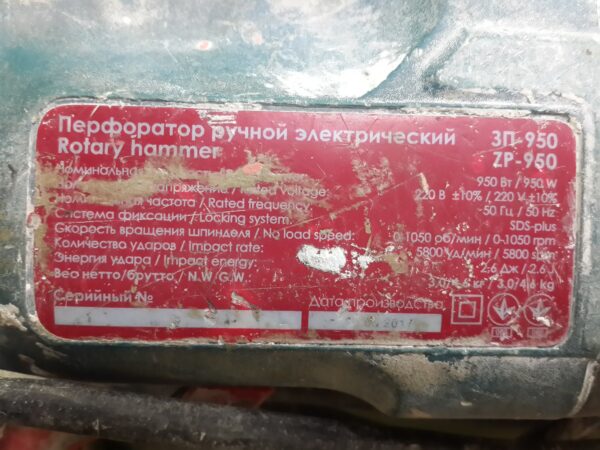 Перфоратор ручной электрический ЗП-950
Rotary hammer ZP-950
Номинальная 950 Вт / 950 W
напряжение / Rated voltage: 220 В ±10% / 220 V ±10%
частота / Rated frequency 50 Гц / 50 Hz
Система фиксации / Locking system: SDS-plus
Скорость вращения шпинделя / No load speed: 0-1050 об/мин / 0-1050 rpm
Количество ударов / Impact rate: 5800 уд/мин / 5800
Энергия удара / Impact energy: 2.6 Дж / 2.6 J
Вес нетто/брутто / N.W./G.W. 3.0/4.6 кг / 3.0/4.6 kg
Серийный № Дата производства